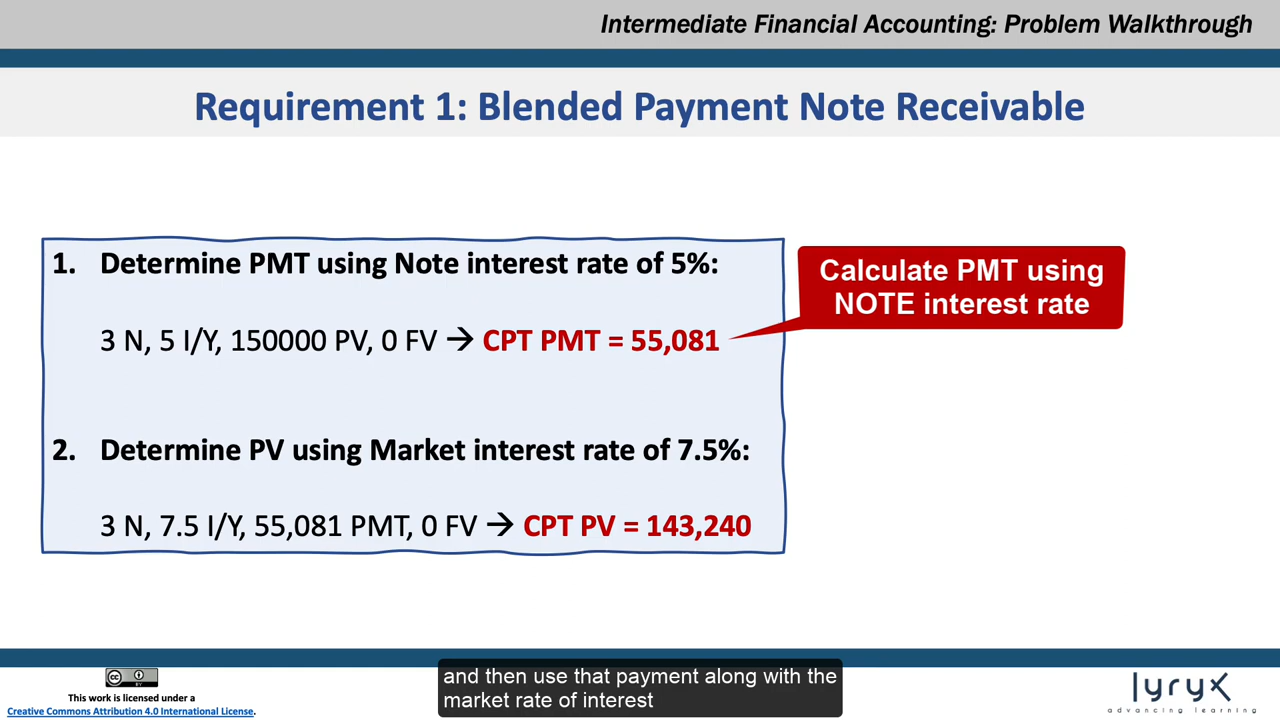 Intermediate Financial Accounting: Problem Walkthrough
Requirement 1: Blended Payment Note Receivable
1. Determine PMT using Note interest rate of 5%:
3 N, 5 I/Y, 150000 PV, 0 FV → CPT PMT = 55,081
Calculate PMT using
NOTE interest rate
2. Determine PV using Market interest rate of 7.5%:
3 N, 7.5 I/Y, 55,081 PMT, 0 FV → CPT PV = 143,240
and then use that payment along with the
market rate of interest
cc
BY
This work is licensed under a
Creative Commons Attribution 4.0 International License.
lyryx
advancing learning